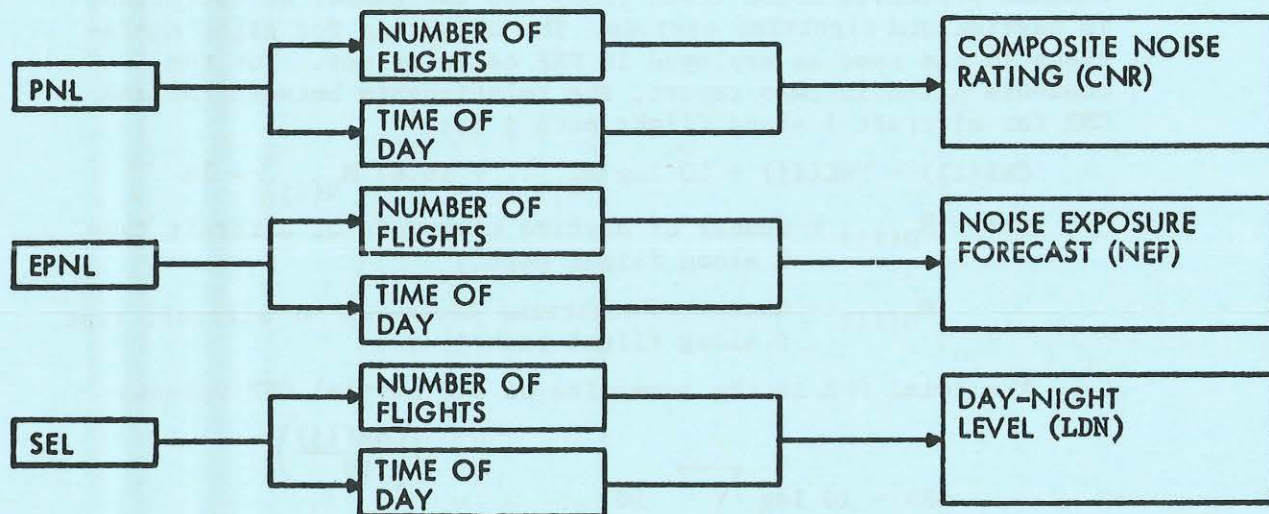 PNL
NUMBER OF
FLIGHTS
TIME OF
DAY
COMPOSITE NOISE
RATING (CNR)
EPNL
NUMBER OF
FLIGHTS
TIME OF
DAY
NOISE EXPOSURE
FORECAST (NEF)
SEL
NUMBER OF
FLIGHTS
TIME OF
DAY
DAY-NIGHT
LEVEL (LDN)